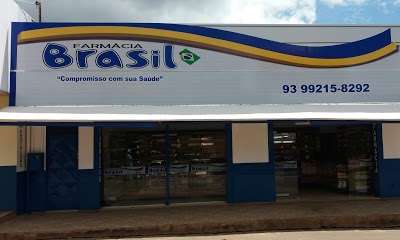 FARMÁCIA
Brasil
"Compromisso com sua Saúde"
93 99215-8292